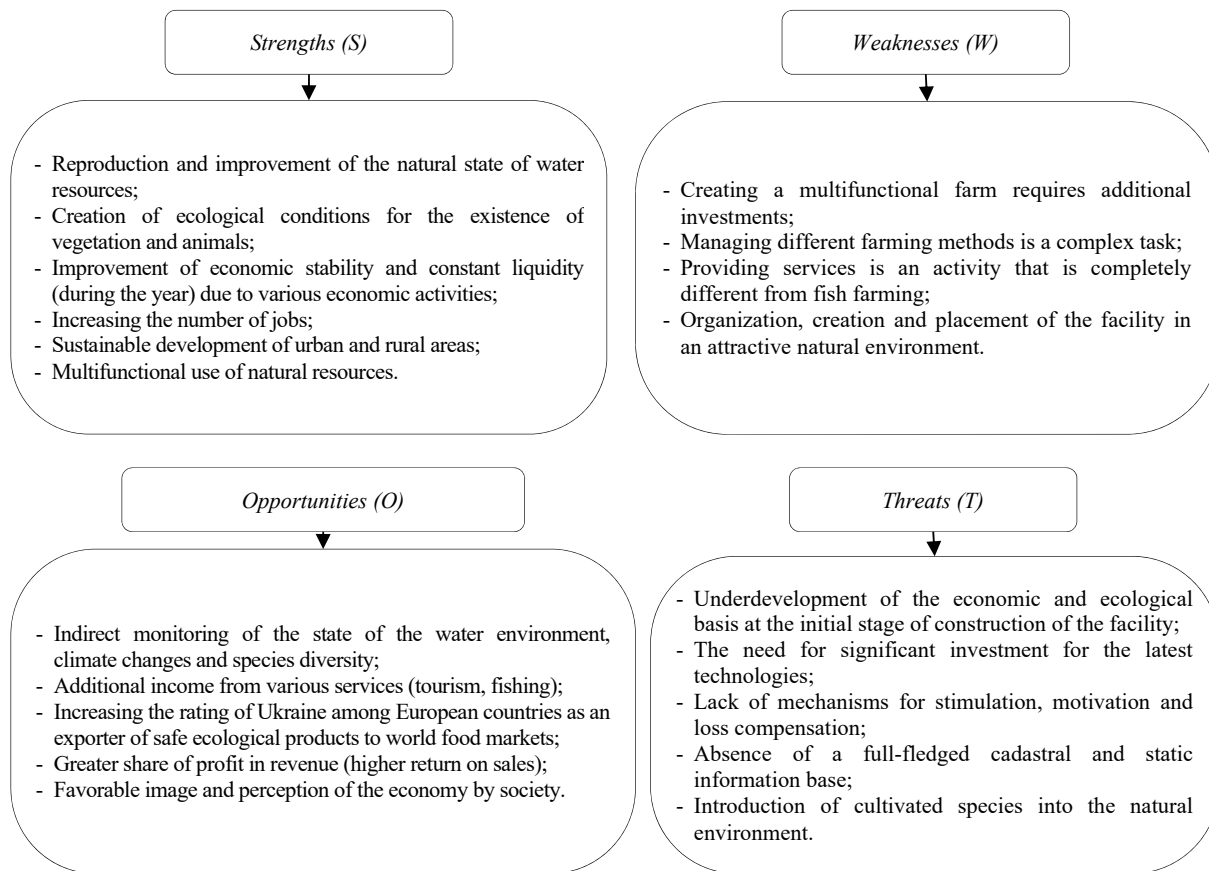 Strengths (S)
- Reproduction and improvement of the natural state of water
resources;
- Creation of ecological conditions for the existence of
vegetation and animals;
- Improvement of economic stability and constant liquidity
(during the year) due to various economic activities;
- Increasing the number of jobs;
- Sustainable development of urban and rural areas;
- Multifunctional use of natural resources.
Weaknesses (W)
- Creating a multifunctional farm requires additional
investments;
- Managing different farming methods is a complex task;
- Providing services is an activity that is completely
different from fish farming;
- Organization, creation and placement of the facility in
an attractive natural environment.
Opportunities (O)
- Indirect monitoring of the state of the water environment,
climate changes and species diversity;
- Additional income from various services (tourism, fishing);
- Increasing the rating of Ukraine among European countries as an
exporter of safe ecological products to world food markets;
- Greater share of profit in revenue (higher return on sales);
- Favorable image and perception of the economy by society.
Threats (T)
- Underdevelopment of the economic and ecological
basis at the initial stage of construction of the facility;
- The need for significant investment for the latest
technologies;
- Lack of mechanisms for stimulation, motivation and
loss compensation;
- Absence of a full-fledged cadastral and static
information base;
- Introduction of cultivated species into the natural
environment.